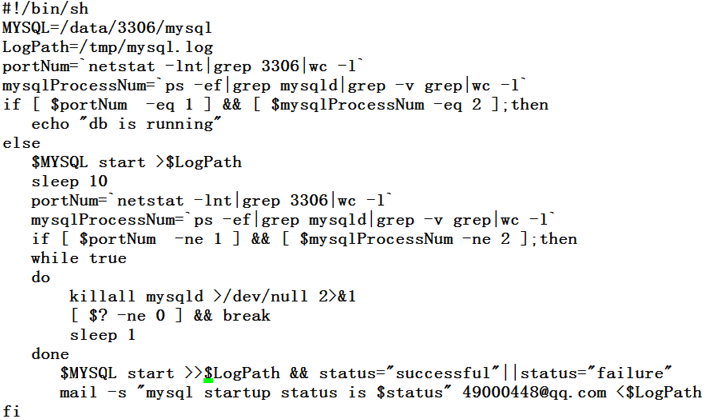 #!/bin/sh
MYSQL=/data/3306/mysql
LogPath=/tmp/mysql.log
portNum=`netstat -lnt|grep 3306|wc -l`
mysqlProcessNum=`ps -ef|grep mysqld|grep -v grep|wc -l`
if [ $portNum  -eq 1 ] && [ $mysqlProcessNum -eq 2 ];then
   echo "db is running"
else
   $MYSQL start >$LogPath
   sleep 10
   portNum=`netstat -lnt|grep 3306|wc -l`
   mysqlProcessNum=`ps -ef|grep mysqld|grep -v grep|wc -l`
   if [ $portNum  -ne 1 ] && [ $mysqlProcessNum -ne 2 ];then
   while true
   do
       killall mysqld >/dev/null 2>&1
       [ $? -ne 0 ] && break
       sleep 1
   done
      $MYSQL start >>$LogPath && status="successful"||status="failure"
      mail -s "mysql startup status is $status" 49000448@qq.com <$LogPath
fi